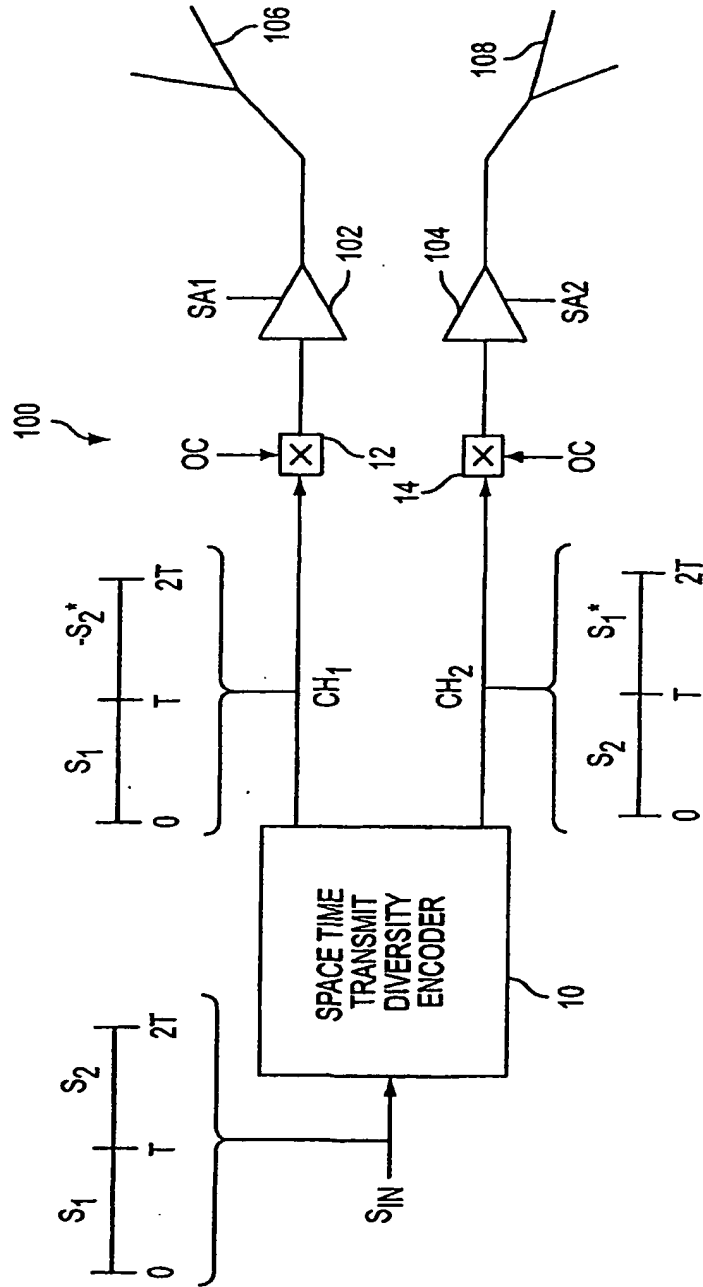 100
S1 S2
0 T 2T
SIN
SPACE TIME
TRANSMIT
DIVERSITY
ENCODER
10
S1 -S2*
0 T 2T
CH1
OC
X
12
SA1
102
106
CH2
S2 S1*
0 T 2T
14
X
OC
104
SA2
108